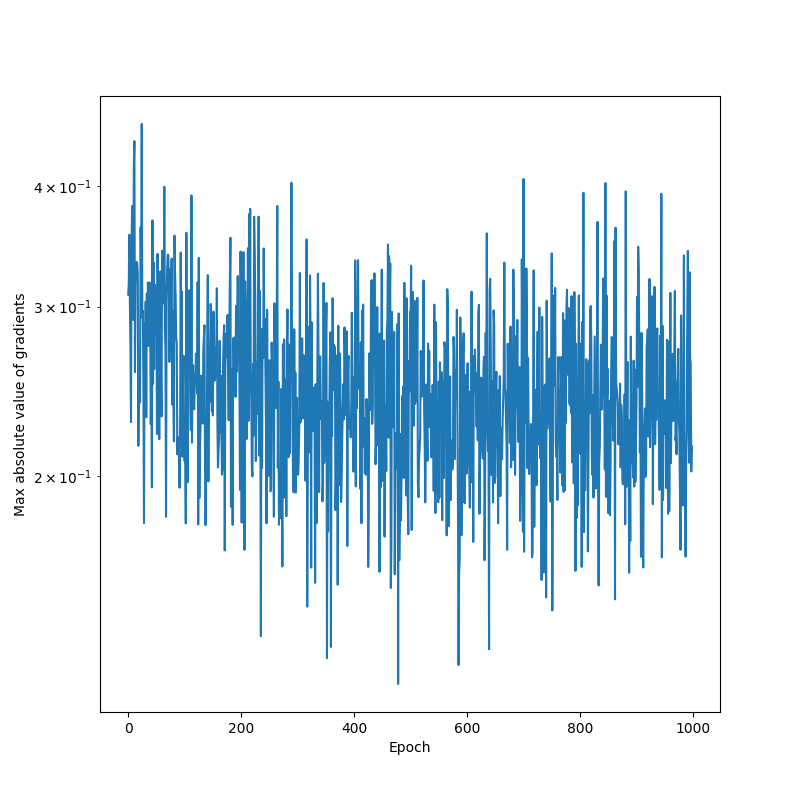 4 × 10⁻¹
3 × 10⁻¹
2 × 10⁻¹
Max absolute value of gradients
0 200 400 600 800 1000
Epoch